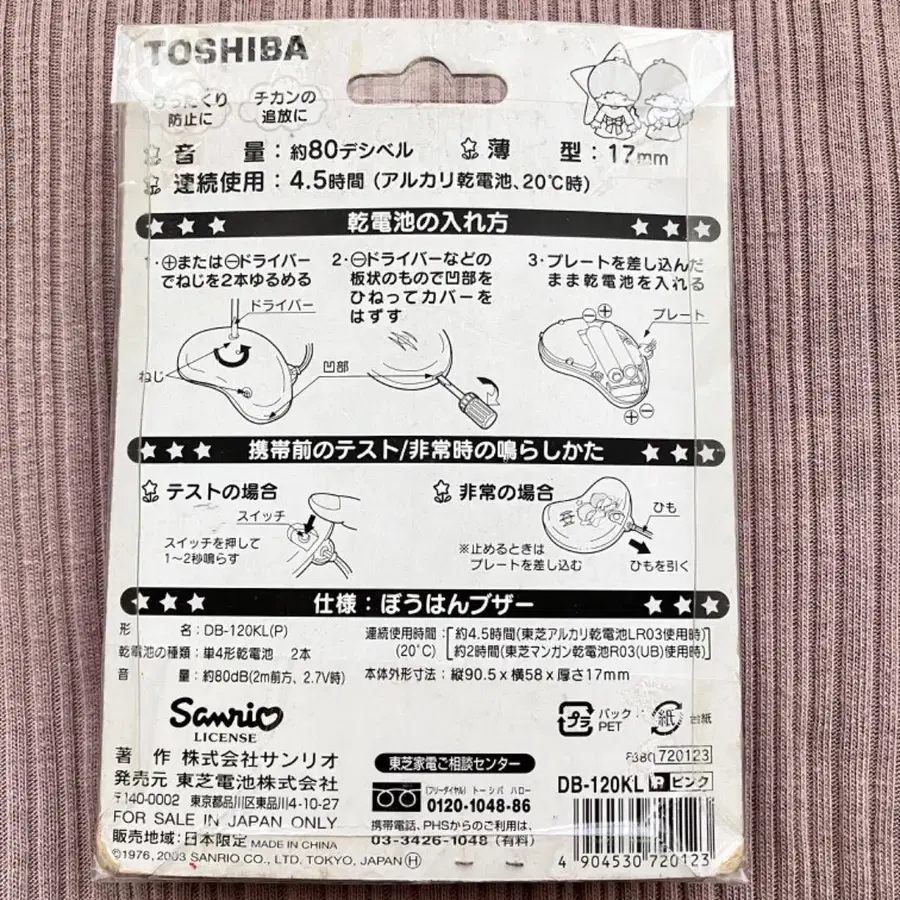 TOSHIBA
ひったくり
防止に
チカンの
追放に
音 量：約80デシベル
薄 型：17mm
連続使用：4.5時間 (アルカリ乾電池、20℃時)
乾電池の入れ方
1・⊕または⊖ドライバー
でねじを2本ゆるめる
ドライバー
ねじ
2・⊖ドライバーなどの
板状のもので凹部を
ひねってカバーを
はずす
凹部
3・プレートを差し込んだ
まま乾電池を入れる
⊖ ⊕
プレート
⊕ ⊖
携帯前のテスト/非常時の鳴らしかた
テストの場合
スイッチ
スイッチを押して
1〜2秒鳴らす
非常の場合
ひも
※止めるときは
プレートを差し込む
ひもを引く
仕様：ぼうはんブザー
形 名：DB-120KL(P)
乾電池の種類：単4形乾電池 2本
音 量：約80dB(2m前方、2.7V時)
連続使用時間：約4.5時間(東芝アルカリ乾電池LR03使用時)
(20℃) 約2時間(東芝マンガン乾電池R03(UB)使用時)
本体外形寸法：縦90.5×横58×厚さ17mm
Sanrio
LICENSE
著 作 株式会社サンリオ
発売元 東芝電池株式会社
〒140-0002 東京都品川区東品川4-10-27
FOR SALE IN JAPAN ONLY
販売地域：日本限定 MADE IN CHINA
©1976, 2003 SANRIO CO., LTD. TOKYO, JAPAN Ⓗ
東芝家電ご相談センター
(フリーダイヤル) トーシバ ハロー
0120-1048-86
携帯電話、PHSからのご利用は、
03-3426-1048 (有料)
プラ
パック
PET
紙
台紙
720123
DB-120KL P ピンク
4 904530 720123